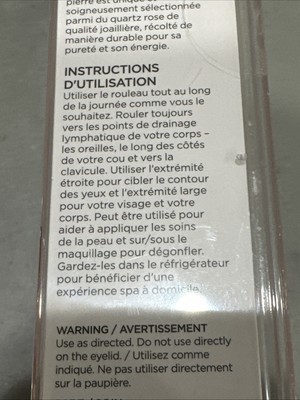 pierre est unique et
soigneusement sélectionnée
parmi du quartz rose de
qualité joaillière, récolté de
manière durable pour sa
pureté et son énergie.
INSTRUCTIONS
D'UTILISATION
Utiliser le rouleau tout au long
de la journée comme vous le
souhaitez. Rouler toujours
vers les points de drainage
lymphatique de votre corps –
les oreilles, le long des côtés
de votre cou et vers la
clavicule. Utiliser l'extrémité
étroite pour cibler le contour
des yeux et l'extrémité large
pour votre visage et votre
corps. Peut être utilisé pour
aider à appliquer les soins
de la peau et sur/sous le
maquillage pour dégonfler.
Gardez-les dans le réfrigérateur
pour bénéficier d'une
expérience spa à domicile.
WARNING / AVERTISSEMENT
Use as directed. Do not use directly
on the eyelid. / Utilisez comme
indiqué. Ne pas utiliser directement
sur la paupière.